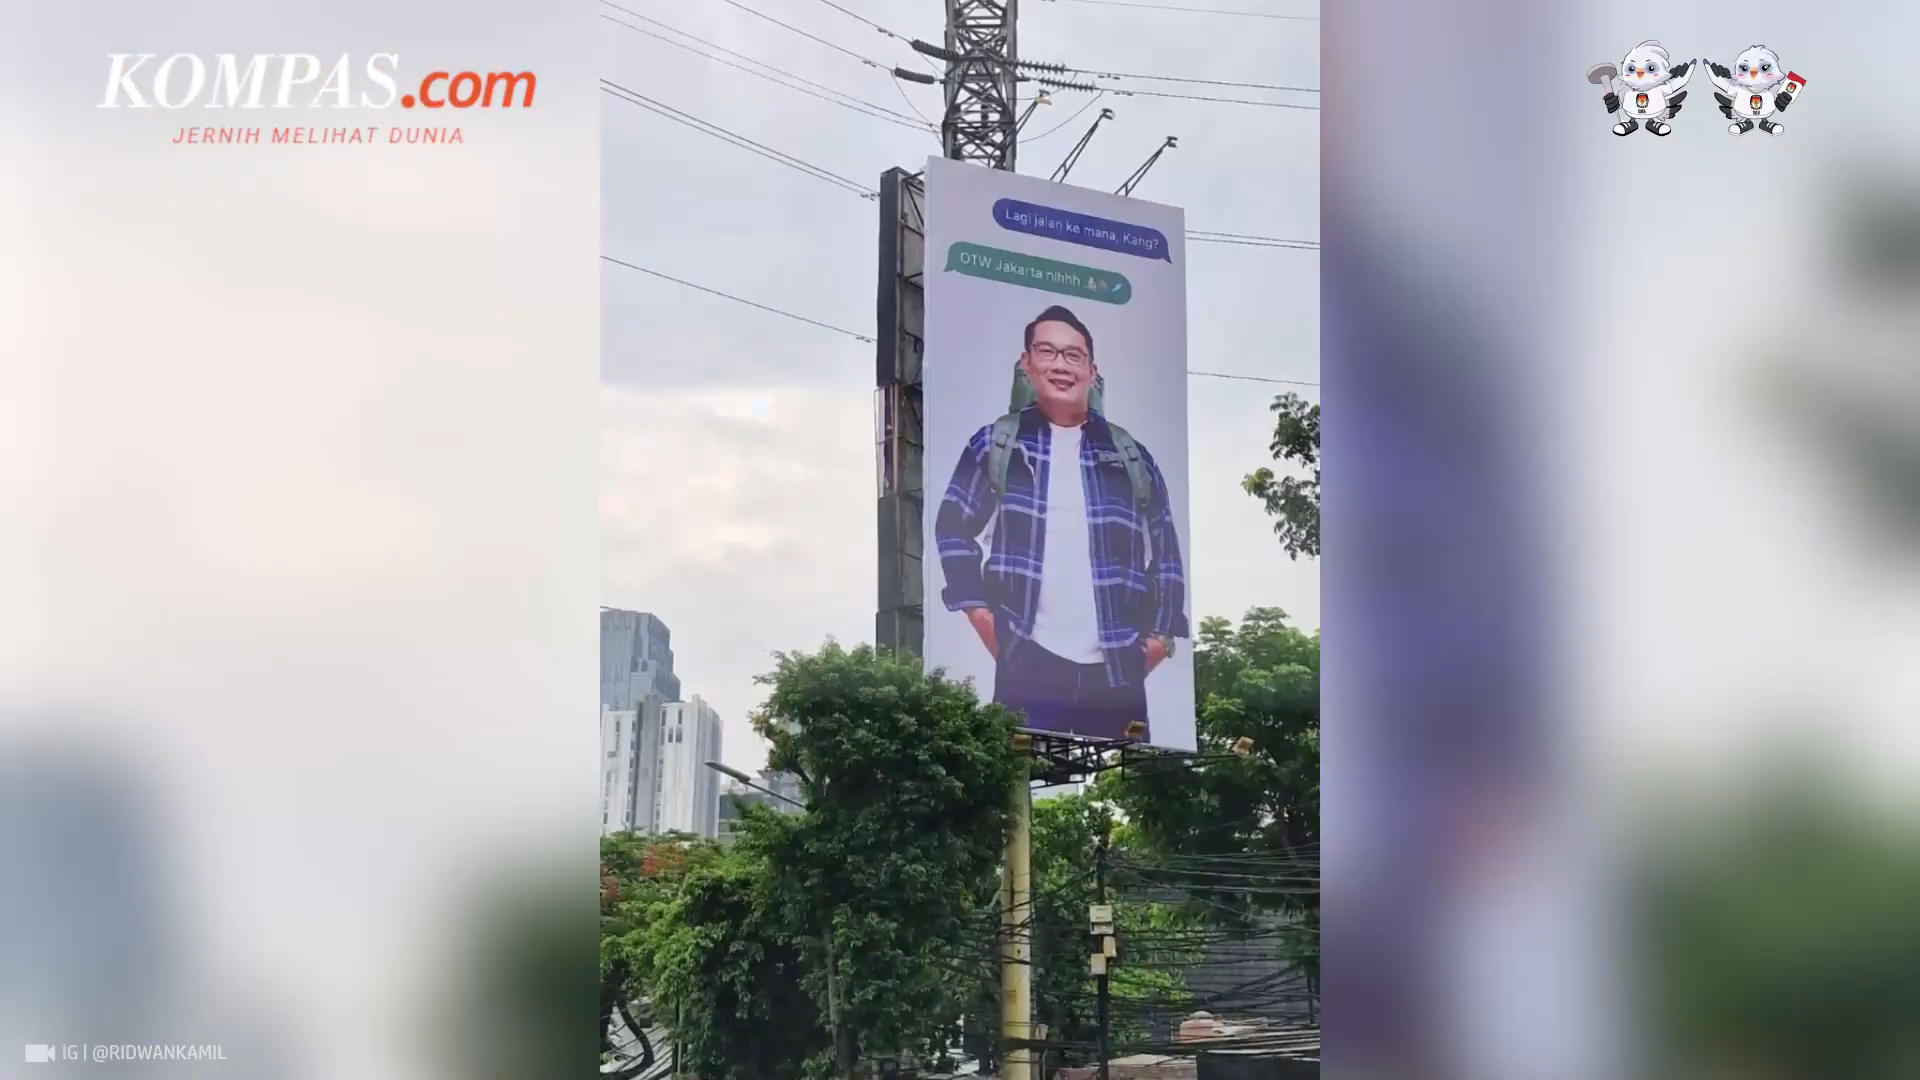 KOMPAS.com
JERNIH MELIHAT DUNIA
Lagi jalan ke mana, Kang?
OTW Jakarta nihhh
IG | @RIDWANKAMIL